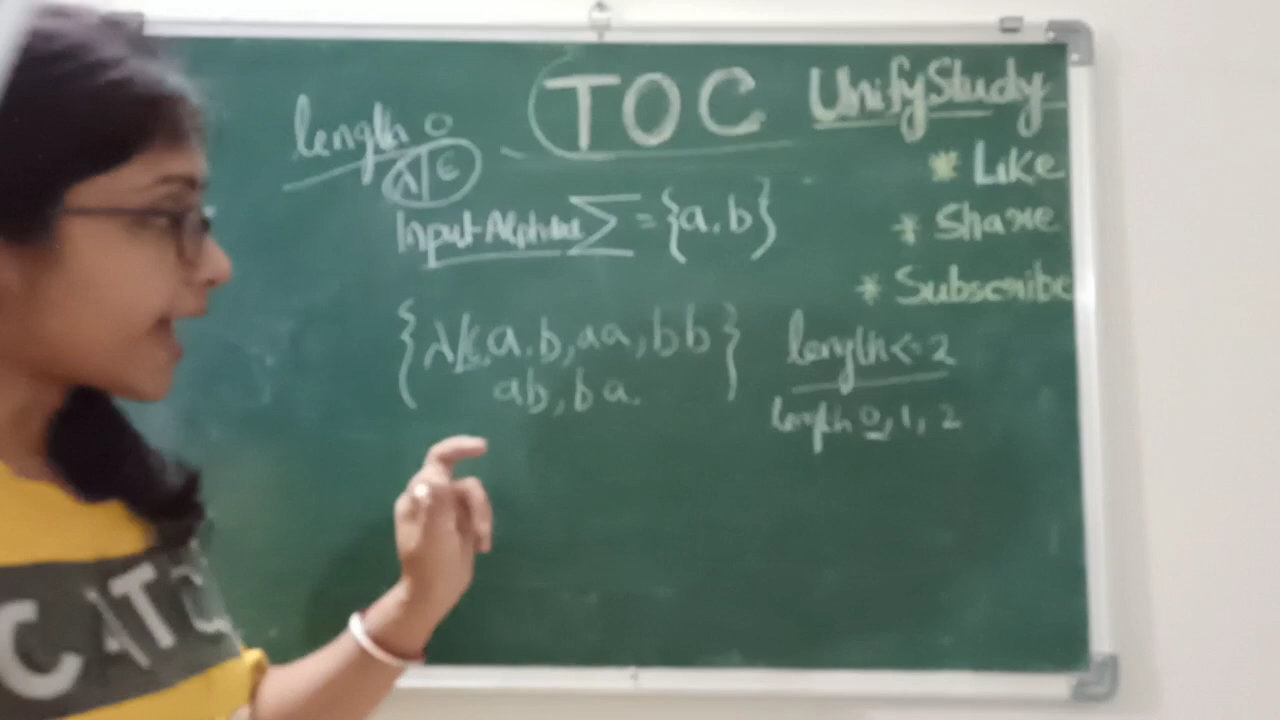 length 0
λ|ϵ
TOC
UnifyStudy
* Like
* Share
* Subscribe
Input Alphabet Σ = {a, b}
{λ/ϵ, a, b, aa, bb}
ab, ba
length <= 2
length 0, 1, 2
CAT